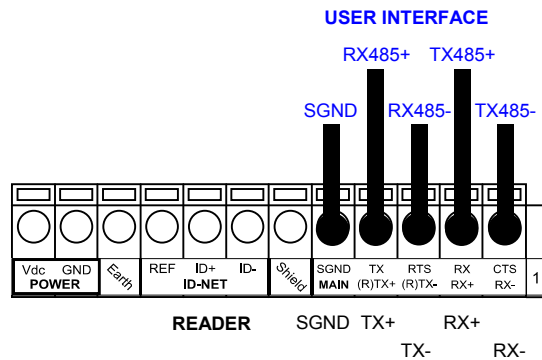 USER INTERFACE
RX485+ TX485+
SGND RX485- TX485-
Vdc GND Earth REF ID+ ID- Shield SGND TX RTS RX CTS 1
POWER ID-NET MAIN (R)TX+ (R)TX- RX+ RX-
READER SGND TX+ RX+
TX- RX-